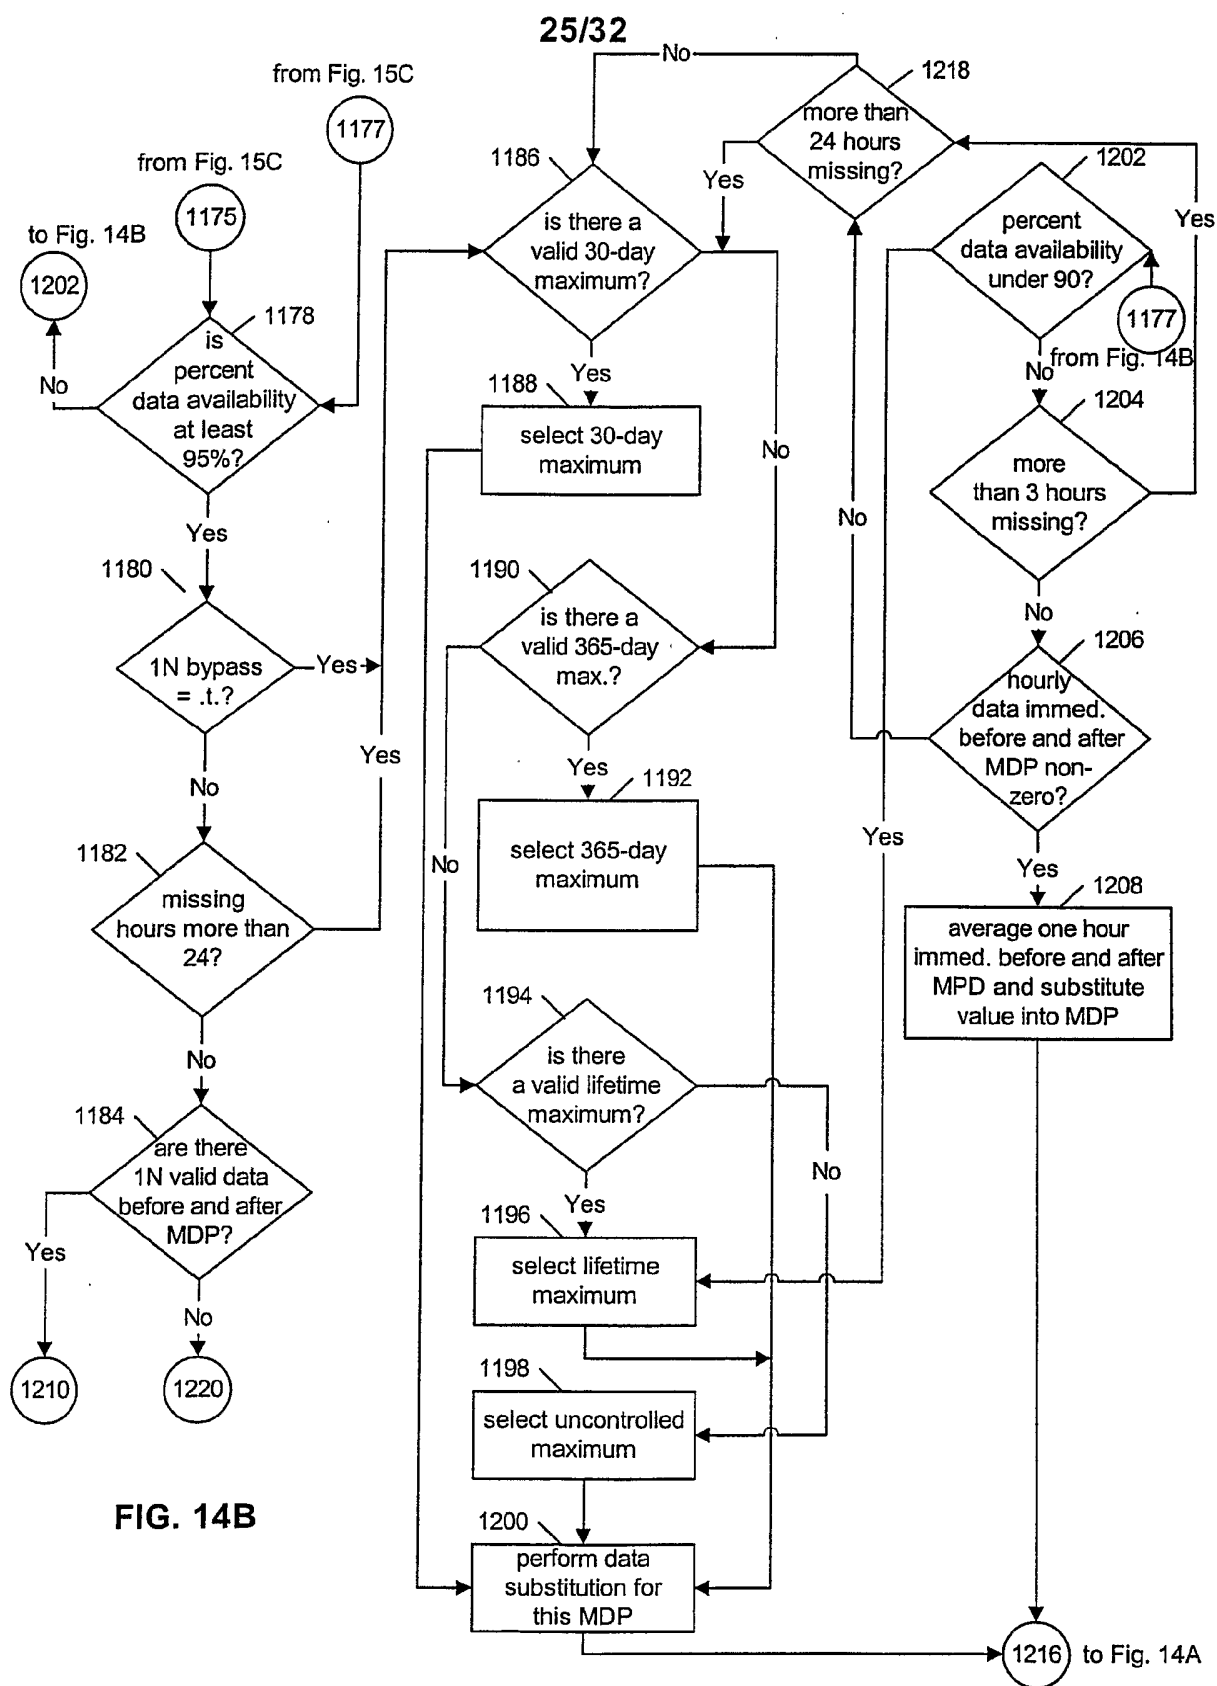 25/32
from Fig. 15C
1177
from Fig. 15C
1175
to Fig. 14B
1202
1178
is
percent
data availability
at least
95%?
No
Yes
1180
1N bypass
= .t.?
Yes
No
1182
missing
hours more than
24?
Yes
No
1184
are there
1N valid data
before and after
MDP?
Yes
No
1210
1220
FIG. 14B
No
1186
is there a
valid 30-day
maximum?
Yes
No
1188
select 30-day
maximum
1190
is there a
valid 365-day
max.?
Yes
No
1192
select 365-day
maximum
1194
is there
a valid lifetime
maximum?
Yes
No
1196
select lifetime
maximum
1198
select uncontrolled
maximum
1200
perform data
substitution for
this MDP
1218
more than
24 hours
missing?
Yes
1202
percent
data availability
under 90?
Yes
1177
from Fig. 14B
No
1204
more
than 3 hours
missing?
Yes
No
1206
hourly
data immed.
before and after
MDP non-
zero?
No
Yes
1208
average one hour
immed. before and after
MPD and substitute
value into MDP
1216
to Fig. 14A